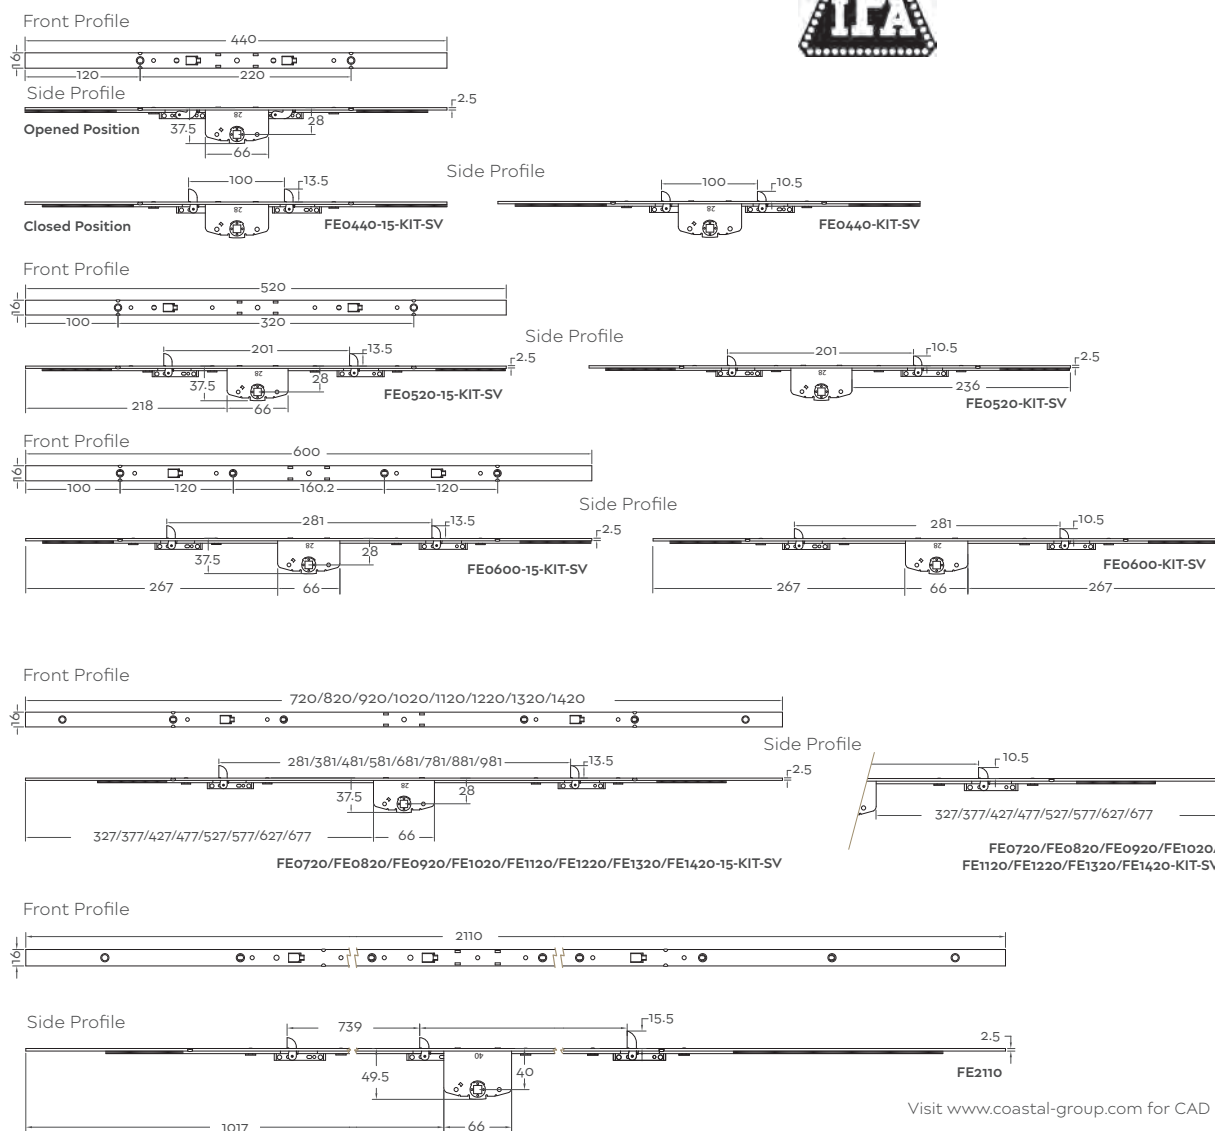 IFA
Front Profile
440
16
120
220
Side Profile
2.5
Opened Position
37.5
28
28
66
Side Profile
100
13.5
100
10.5
28
28
Closed Position
FE0440-15-KIT-SV
FE0440-KIT-SV
Front Profile
520
16
100
320
Side Profile
201
13.5
2.5
201
10.5
2.5
28
37.5
28
28
218
66
FE0520-15-KIT-SV
236
FE0520-KIT-SV
Front Profile
600
16
100
120
160.2
120
Side Profile
281
13.5
2.5
281
10.5
28
37.5
28
28
FE0600-15-KIT-SV
FE0600-KIT-SV
267
66
267
66
267
Front Profile
720/820/920/1020/1120/1220/1320/1420
16
Side Profile
281/381/481/581/681/781/881/981
13.5
2.5
10.5
28
37.5
28
327/377/427/477/527/577/627/677
66
327/377/427/477/527/577/627/677
FE0720/FE0820/FE0920/FE1020/FE1120/FE1220/FE1320/FE1420-15-KIT-SV
FE0720/FE0820/FE0920/FE1020/
FE1120/FE1220/FE1320/FE1420-KIT-SV
Front Profile
2110
16
Side Profile
739
15.5
2.5
40
49.5
40
FE2110
1017
66
Visit www.coastal-group.com for CAD